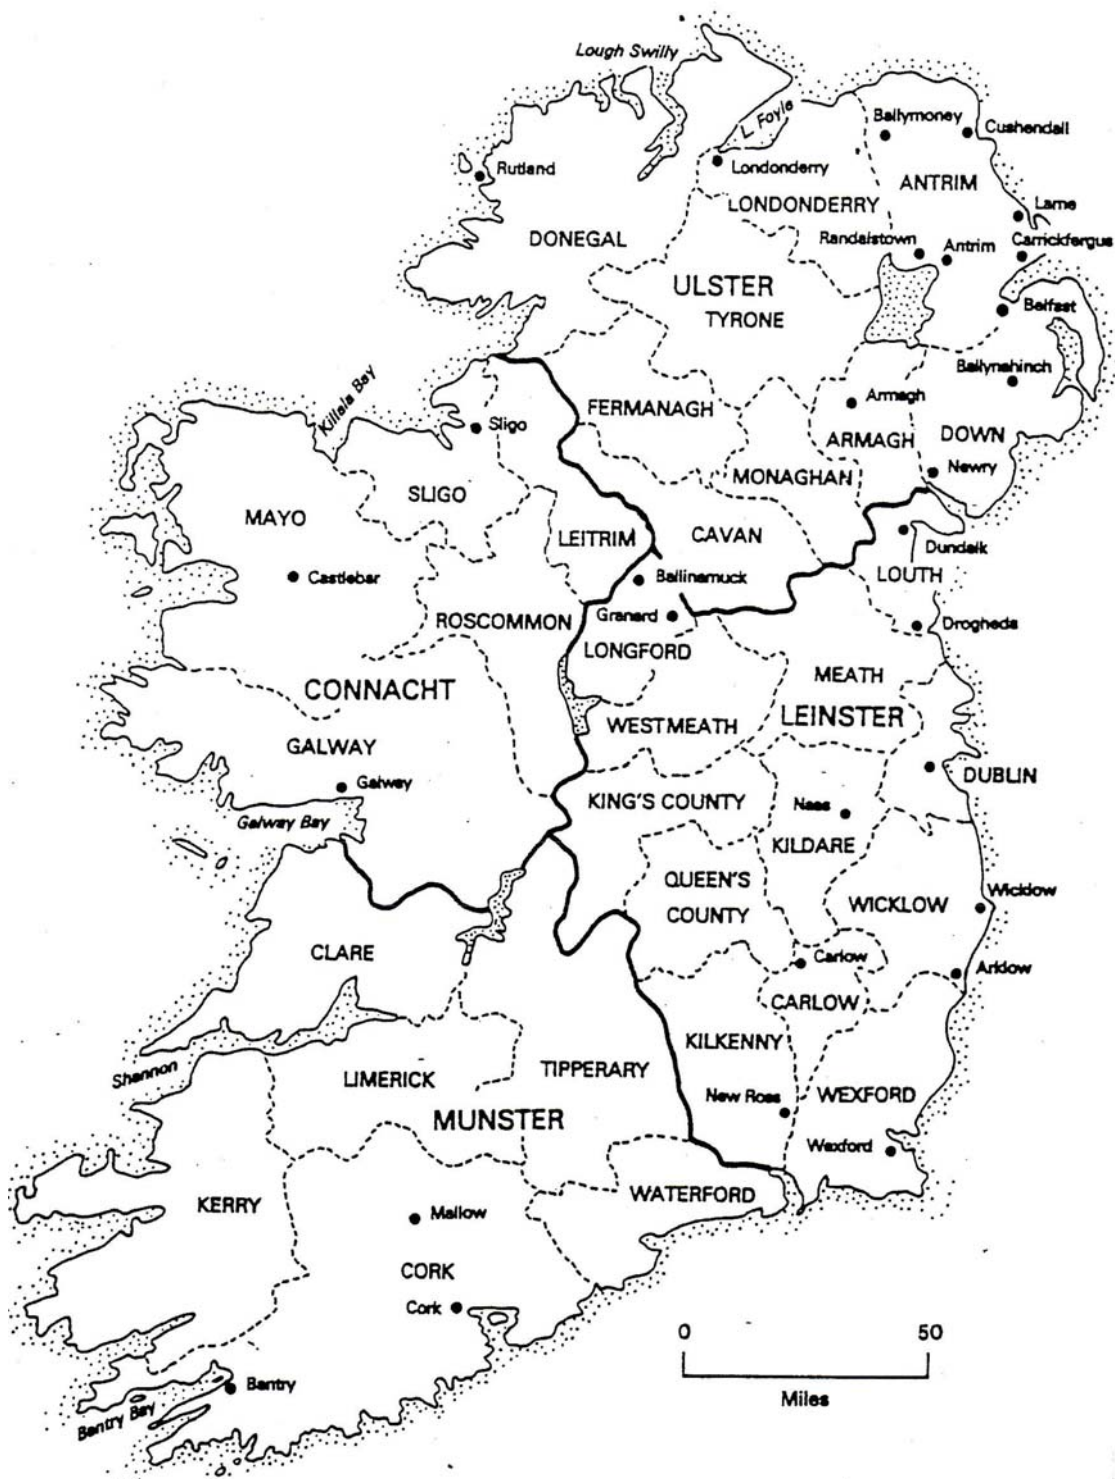 Lough Swilly
L. Foyle
Ballymoney
Cushendall
Rutland
Londonderry
ANTRIM
LONDONDERRY
Larne
DONEGAL
Randalstown
Antrim
Carrickfergus
ULSTER
TYRONE
Belfast
Ballynahinch
Killala Bay
FERMANAGH
Armagh
Sligo
ARMAGH
DOWN
MONAGHAN
Newry
SLIGO
MAYO
LEITRIM
CAVAN
Dundalk
Castlebar
Ballinamuck
LOUTH
ROSCOMMON
Granard
Drogheda
LONGFORD
MEATH
CONNACHT
LEINSTER
WESTMEATH
GALWAY
DUBLIN
Galway
KING'S COUNTY
Naas
Galway Bay
KILDARE
QUEEN'S
COUNTY
WICKLOW
Wicklow
CLARE
Carlow
Arklow
CARLOW
KILKENNY
Shannon
LIMERICK
TIPPERARY
New Ross
WEXFORD
MUNSTER
Wexford
WATERFORD
KERRY
Mallow
CORK
Cork
0 50
Miles
Bantry
Bantry Bay